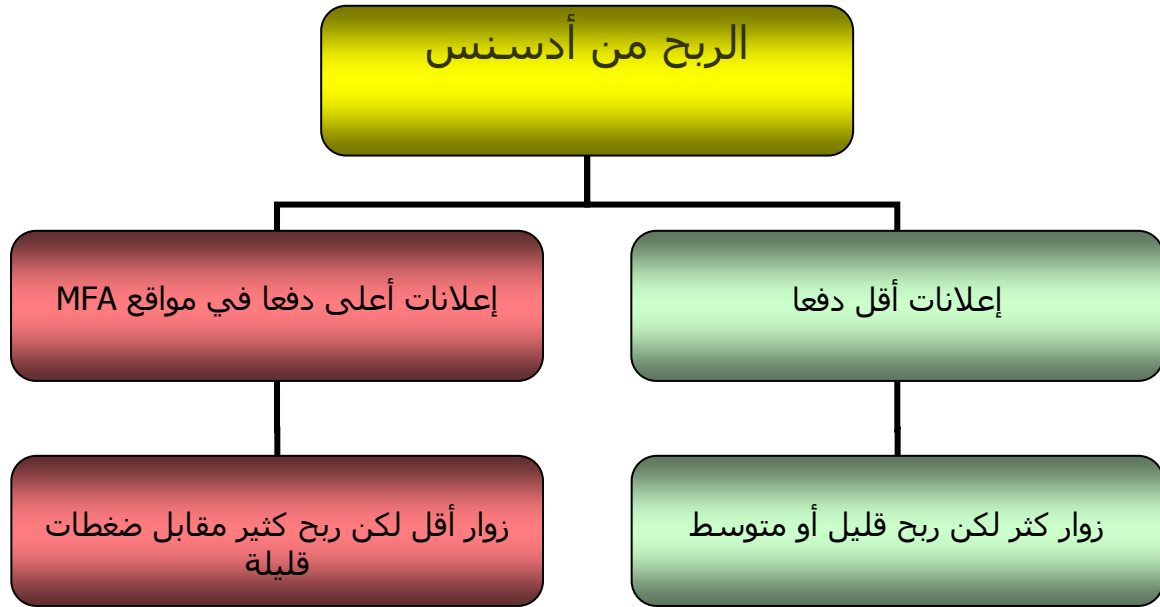 الربح من أدسنس
إعلانات أقل دفعا
إعلانات أعلى دفعا في مواقع MFA
زوار كثر لكن ربح قليل أو متوسط
زوار أقل لكن ربح كثير مقابل ضغطات
قليلة